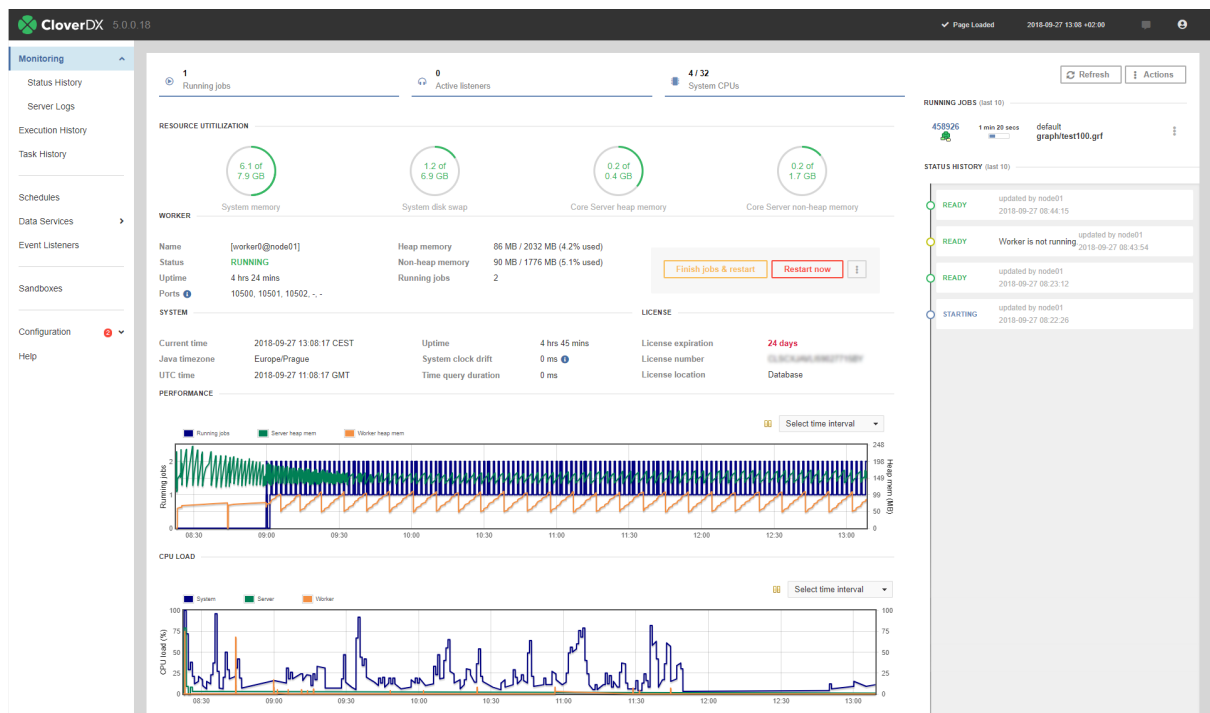 CloverDX 5.0.0.18
Page Loaded
2018-09-27 13:08 +02:00
Monitoring
Status History
Server Logs
Execution History
Task History
Schedules
Data Services
Event Listeners
Sandboxes
Configuration 2
Help
1
Running jobs
0
Active listeners
4 / 32
System CPUs
Refresh
Actions
RESOURCE UTITILIZATION
6.1 of
7.9 GB
System memory
1.2 of
6.9 GB
System disk swap
0.2 of
0.4 GB
Core Server heap memory
0.2 of
1.7 GB
Core Server non-heap memory
WORKER
Name [worker0@node01]
Status RUNNING
Uptime 4 hrs 24 mins
Ports 10500, 10501, 10502, -, -
Heap memory 86 MB / 2032 MB (4.2% used)
Non-heap memory 90 MB / 1776 MB (5.1% used)
Running jobs 2
Finish jobs & restart
Restart now
SYSTEM
Current time 2018-09-27 13:08:17 CEST
Java timezone Europe/Prague
UTC time 2018-09-27 11:08:17 GMT
Uptime 4 hrs 45 mins
System clock drift 0 ms
Time query duration 0 ms
LICENSE
License expiration 24 days
License number
License location Database
PERFORMANCE
Select time interval
Running jobs Server heap mem Worker heap mem
Running jobs
2
1
0
248
198
149
99
50
0
Heap mem (MB)
08:30 09:00 09:30 10:00 10:30 11:00 11:30 12:00 12:30 13:00
CPU LOAD
Select time interval
System Server Worker
CPU load (%)
100
75
50
25
0
100
75
50
25
0
08:30 09:00 09:30 10:00 10:30 11:00 11:30 12:00 12:30 13:00
RUNNING JOBS (last 10)
458926
1 min 20 secs
default
graph/test100.grf
STATUS HISTORY (last 10)
READY
updated by node01
2018-09-27 08:44:15
READY
Worker is not running.
updated by node01
2018-09-27 08:43:54
READY
updated by node01
2018-09-27 08:23:12
STARTING
updated by node01
2018-09-27 08:22:26